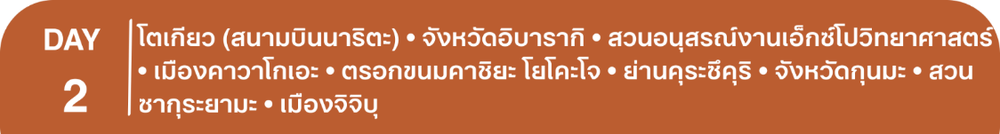 DAY
2
โตเกียว (สนามบินนาริตะ) • จังหวัดอิบารากิ • สวนอนุสรณ์งานเอ็กซ์โปวิทยาศาสตร์
• เมืองคาวาโกเอะ • ตรอกขนมคาชิยะ โยโคะโจ • ย่านคุระซึคุริ • จังหวัดกุนมะ • สวน
ซากุระยามะ • เมืองจิจิบุ